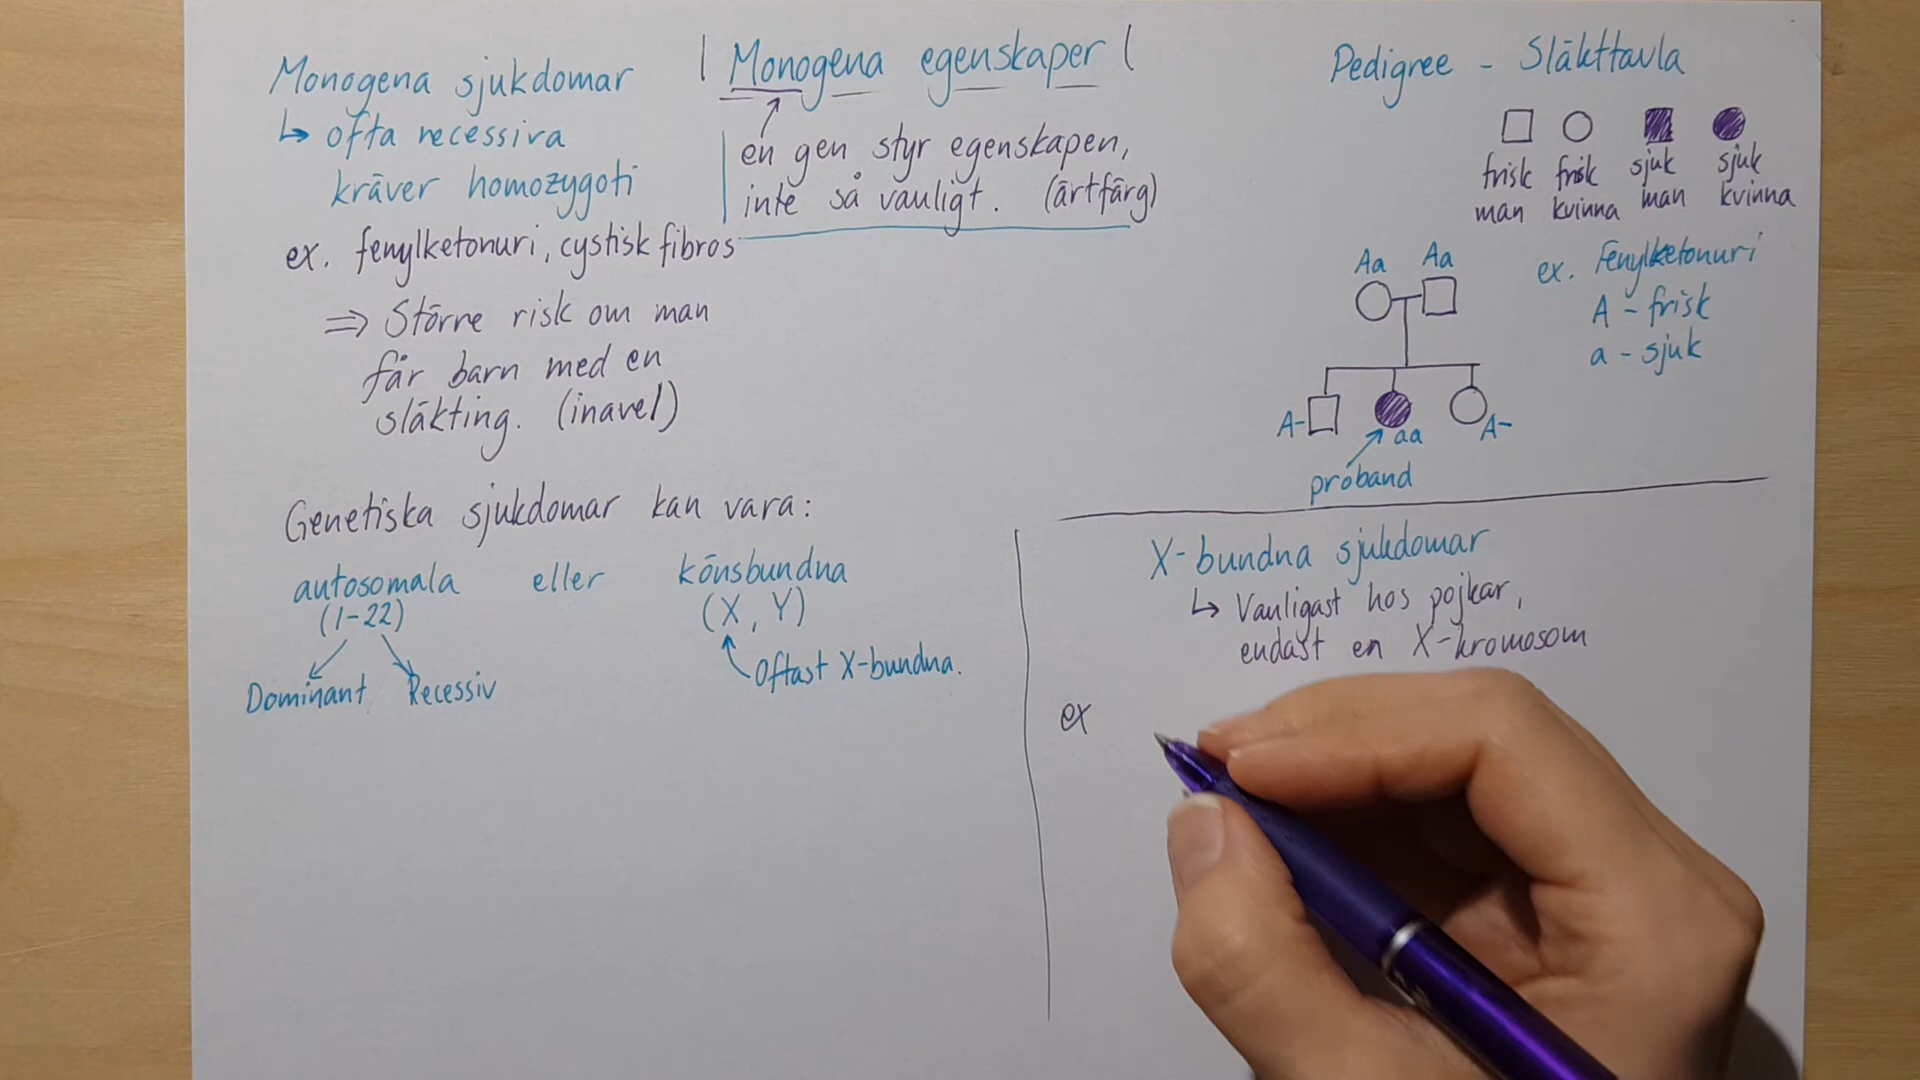 Monogena sjukdomar
↳ ofta recessiva
kräver homozygoti
ex. fenylketonuri, cystisk fibros
⇒ Större risk om man
får barn med en
släkting. (inavel)
Monogena egenskaper
en gen styr egenskapen,
inte så vanligt. (ärtfärg)
Pedigree - Släkttavla
frisk man
frisk kvinna
sjuk man
sjuk kvinna
ex. Fenylketonuri
A - frisk
a - sjuk
Aa Aa
A- aa A-
proband
Genetiska sjukdomar kan vara:
autosomala eller könsbundna
(1-22) (X, Y)
Dominant Recessiv
Oftast X-bundna.
X-bundna sjukdomar
↳ Vanligast hos pojkar,
endast en X-kromosom
ex